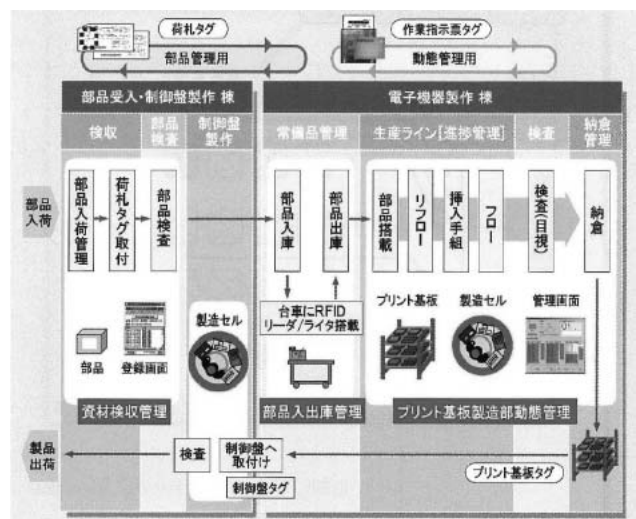 荷札タグ
部品管理用
作業指示票タグ
動態管理用
部品受入・制御盤製作 棟
電子機器製作 棟
検収
部品検査
制御盤製作
常備品管理
生産ライン[進捗管理]
検査
納倉管理
部品入荷
部品入荷管理
荷札タグ取付
部品検査
部品入庫
部品出庫
部品搭載
リフロー
挿入手組
フロー
検査(目視)
納倉
台車にRFID
リーダ/ライタ搭載
部品
登録画面
製造セル
プリント基板
製造セル
管理画面
資材検収管理
部品入出庫管理
プリント基板製造部動態管理
製品出荷
検査
制御盤へ
取付け
制御盤タグ
プリント基板タグ